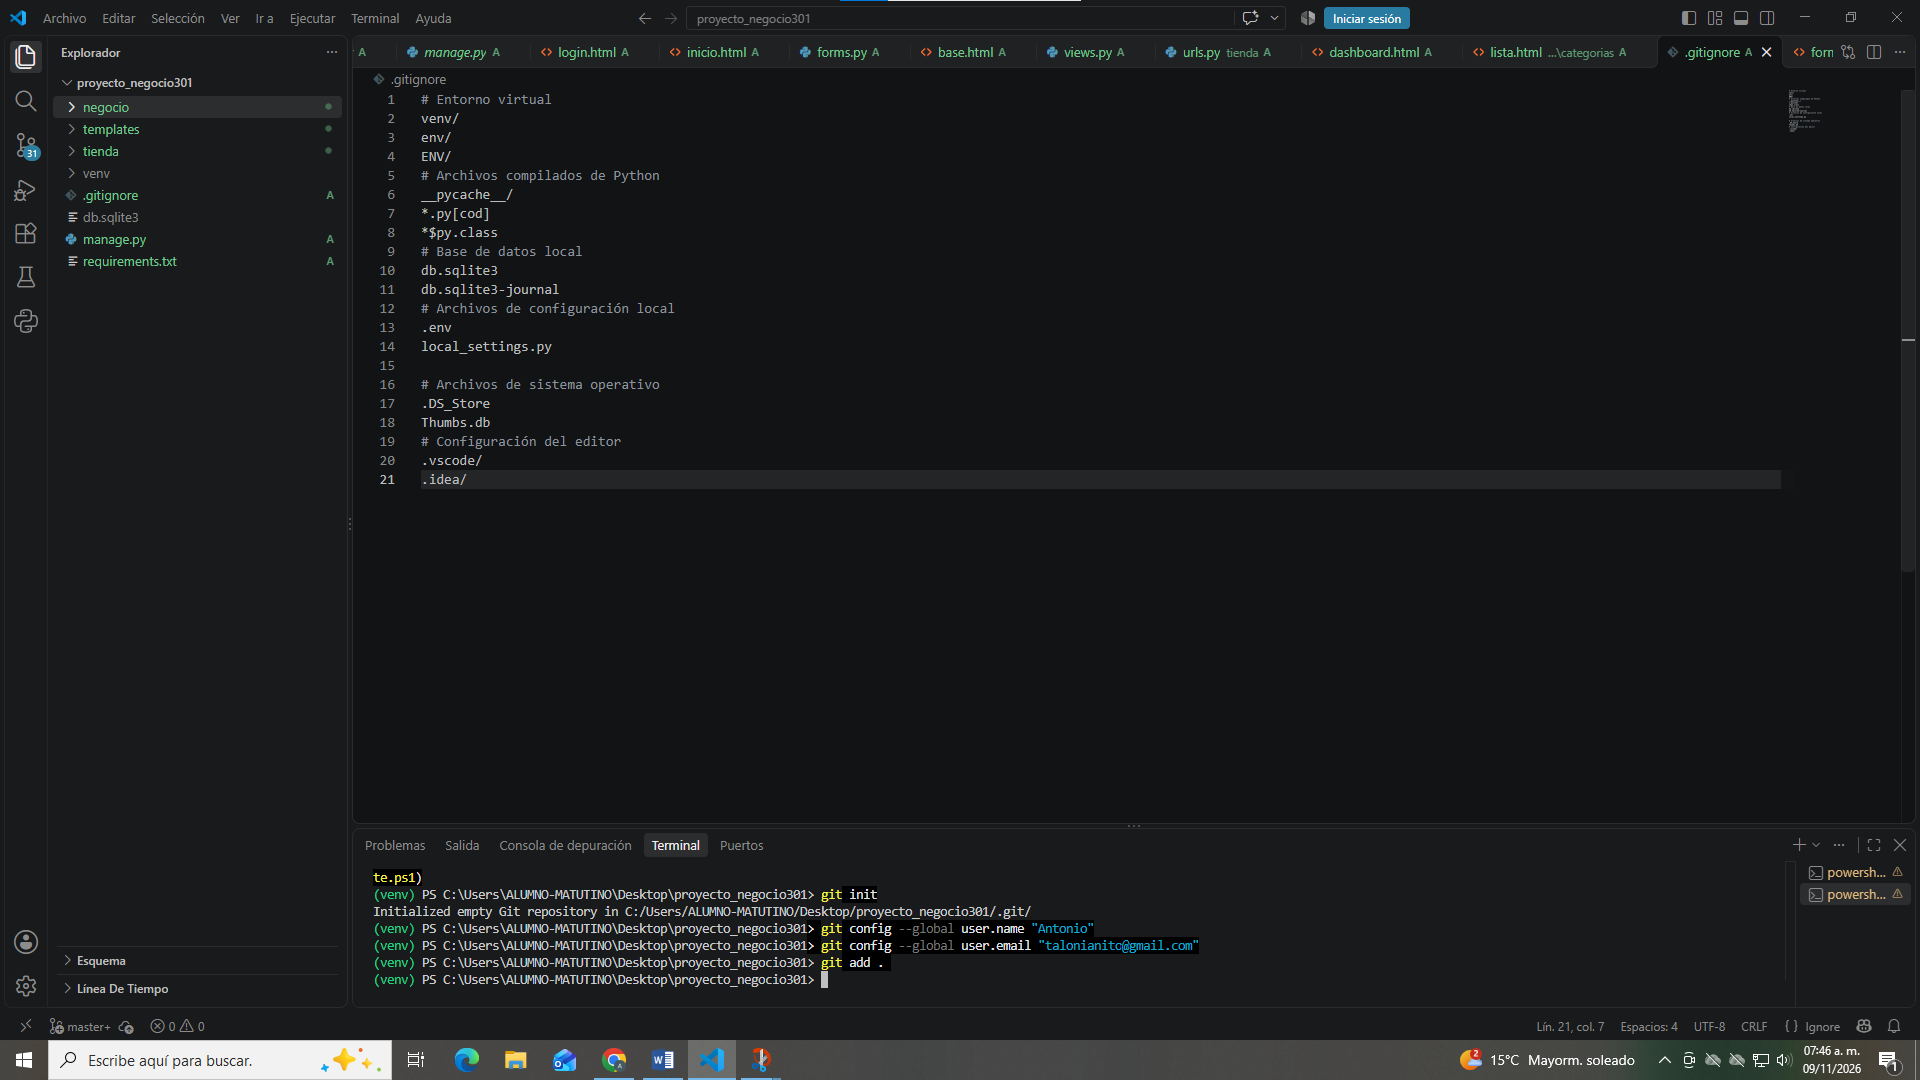 Archivo Editar Selección Ver Ir a Ejecutar Terminal Ayuda
proyecto_negocio301
Iniciar sesión
Explorador
proyecto_negocio301
negocio
templates
tienda
venv
.gitignore A
db.sqlite3
manage.py A
requirements.txt A
31
Esquema
Línea De Tiempo
A manage.py A login.html A inicio.html A forms.py A base.html A views.py A urls.py tienda A dashboard.html A lista.html ...\categorias A .gitignore A forn
.gitignore
1 # Entorno virtual
2 venv/
3 env/
4 ENV/
5 # Archivos compilados de Python
6 __pycache__/
7 *.py[cod]
8 *$py.class
9 # Base de datos local
10 db.sqlite3
11 db.sqlite3-journal
12 # Archivos de configuración local
13 .env
14 local_settings.py
15
16 # Archivos de sistema operativo
17 .DS_Store
18 Thumbs.db
19 # Configuración del editor
20 .vscode/
21 .idea/
Problemas Salida Consola de depuración Terminal Puertos
te.ps1)
(venv) PS C:\Users\ALUMNO-MATUTINO\Desktop\proyecto_negocio301> git init
Initialized empty Git repository in C:/Users/ALUMNO-MATUTINO/Desktop/proyecto_negocio301/.git/
(venv) PS C:\Users\ALUMNO-MATUTINO\Desktop\proyecto_negocio301> git config --global user.name "Antonio"
(venv) PS C:\Users\ALUMNO-MATUTINO\Desktop\proyecto_negocio301> git config --global user.email "talonianito@gmail.com"
(venv) PS C:\Users\ALUMNO-MATUTINO\Desktop\proyecto_negocio301> git add .
(venv) PS C:\Users\ALUMNO-MATUTINO\Desktop\proyecto_negocio301>
powersh...
powersh...
master+ 0 0
Lín. 21, col. 7 Espacios: 4 UTF-8 CRLF { } Ignore
Escribe aquí para buscar.
2 15°C Mayorm. soleado
07:46 a. m.
09/11/2026
1